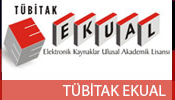 TÜBİTAK
EKUAL
Elektronik Kaynaklar Ulusal Akademik Lisansı
TÜBİTAK EKUAL